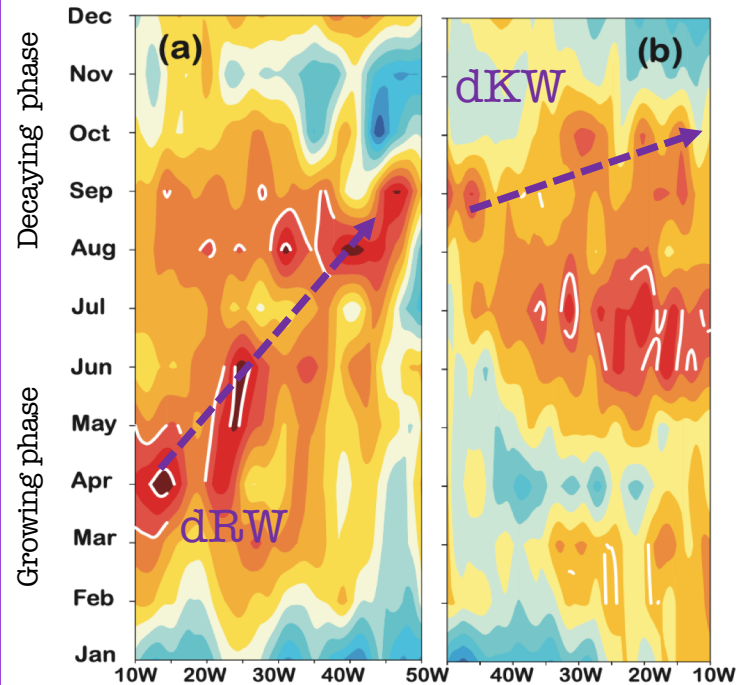 Dec
(a)
(b)
Nov
dKW
Oct
Decaying phase
Sep
Aug
Jul
Jun
May
Growing phase
Apr
dRW
Mar
Feb
Jan
10W 20W 30W 40W 50W 40W 30W 20W 10W